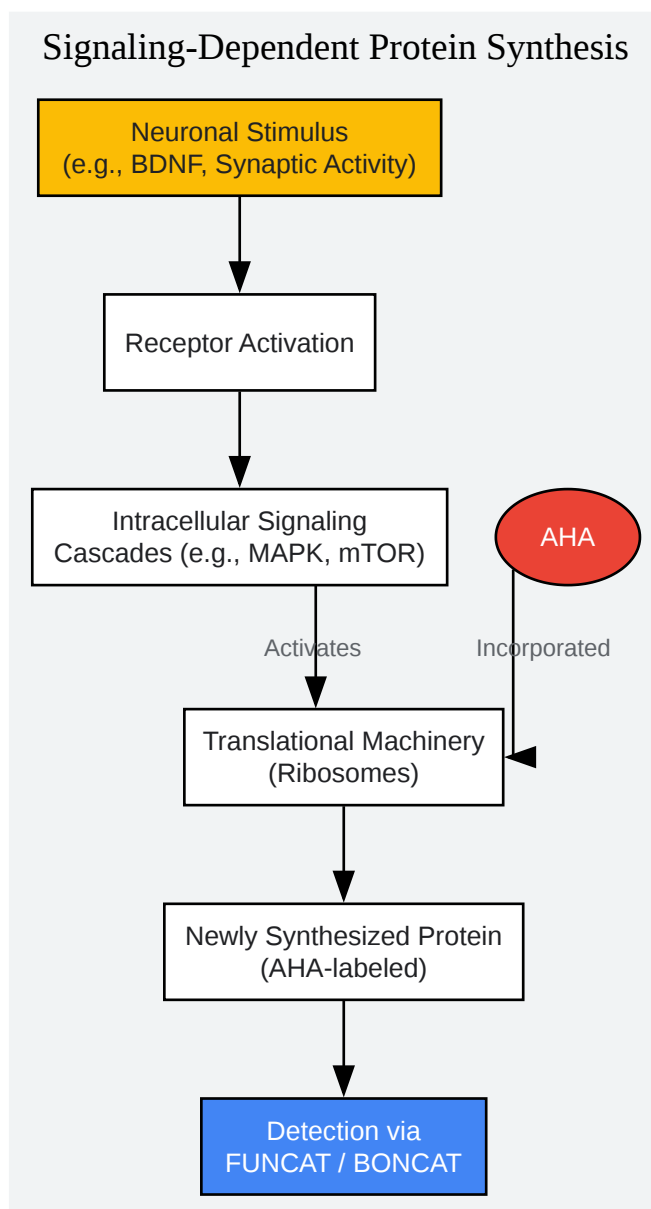 Signaling-Dependent Protein Synthesis
Neuronal Stimulus
(e.g., BDNF, Synaptic Activity)
Receptor Activation
Intracellular Signaling
Cascades (e.g., MAPK, mTOR)
AHA
Activates
Incorporated
Translational Machinery
(Ribosomes)
Newly Synthesized Protein
(AHA-labeled)
Detection via
FUNCAT / BONCAT